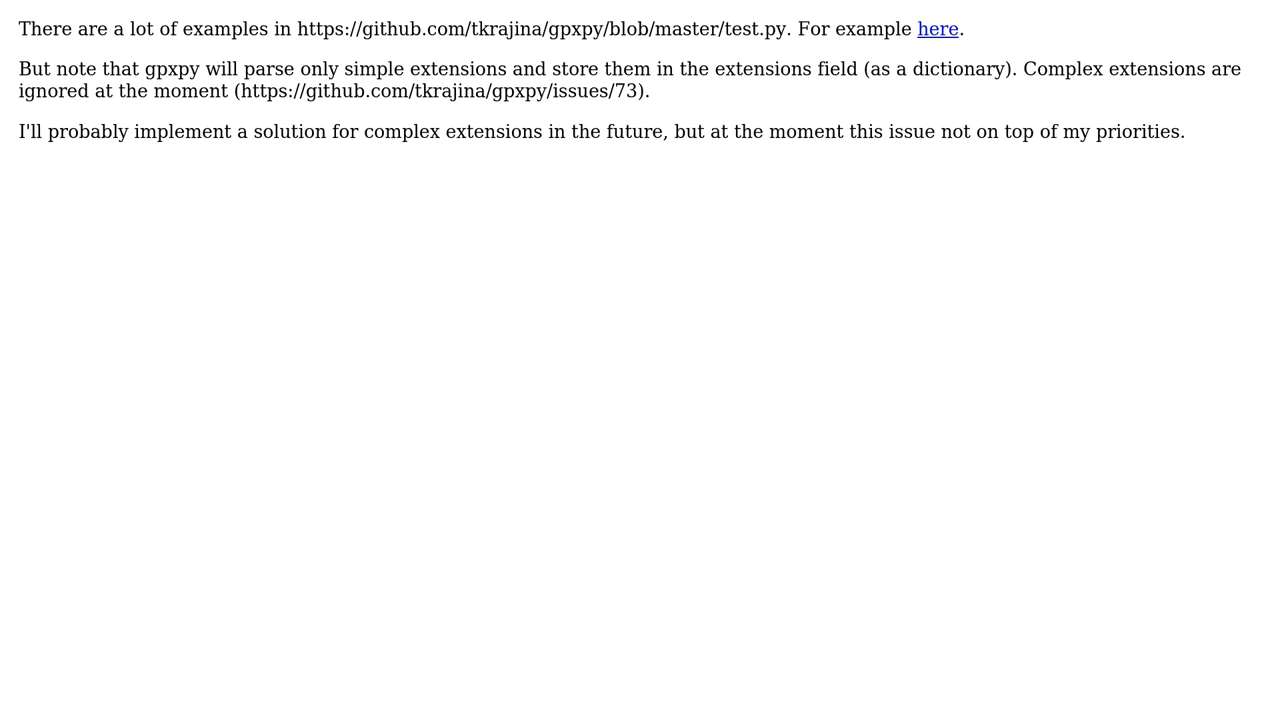 There are a lot of examples in https://github.com/tkrajina/gpxpy/blob/master/test.py. For example here.
But note that gpxpy will parse only simple extensions and store them in the extensions field (as a dictionary). Complex extensions are
ignored at the moment (https://github.com/tkrajina/gpxpy/issues/73).
I'll probably implement a solution for complex extensions in the future, but at the moment this issue not on top of my priorities.